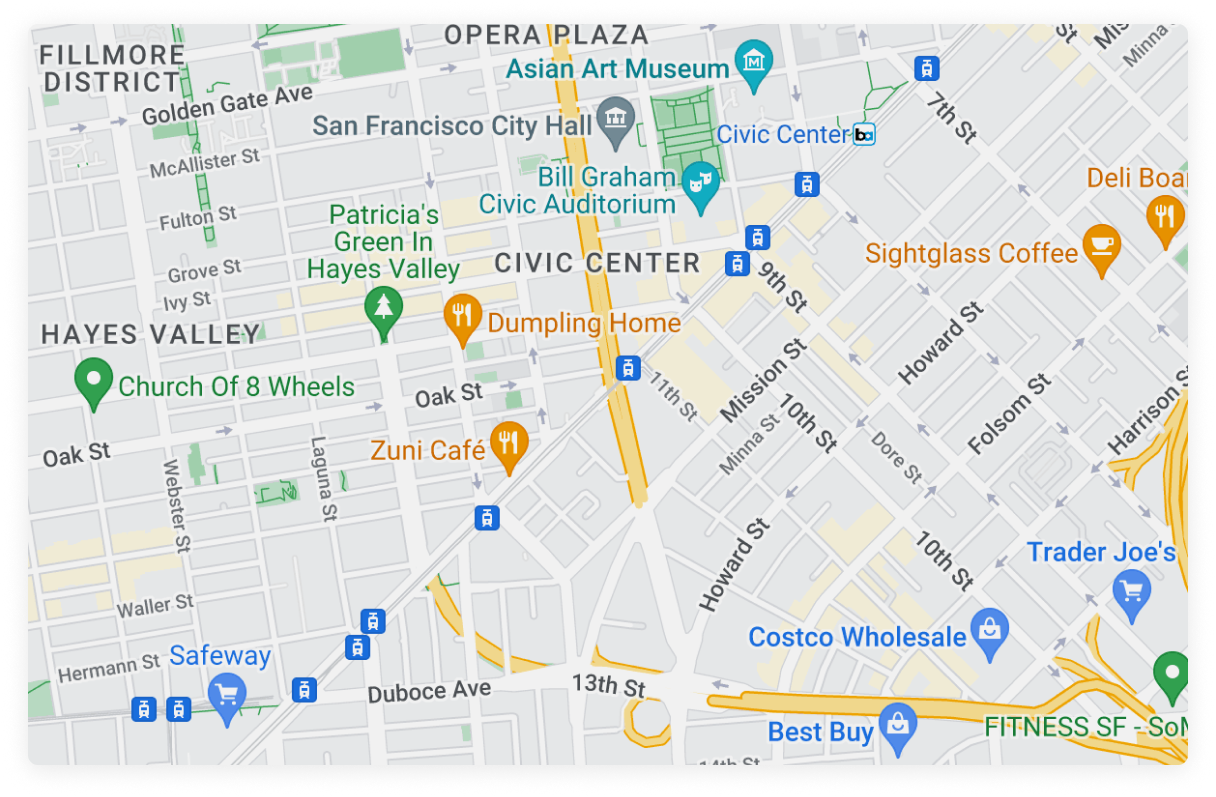 OPERA PLAZA
FILLMORE
DISTRICT
Asian Art Museum
Minna
Golden Gate Ave
7th St
San Francisco City Hall
Civic Center
McAllister St
Bill Graham
Civic Auditorium
Deli Boar
Fulton St
Patricia's
Green In
Hayes Valley
Sightglass Coffee
CIVIC CENTER
Grove St
9th St
Ivy St
HAYES VALLEY
Dumpling Home
Howard St
Church Of 8 Wheels
Oak St
11th St
Mission St
Folsom St
Harrison St
Zuni Café
10th St
Minna St
Dore St
Oak St
Laguna St
Webster St
Howard St
10th St
Trader Joe's
Waller St
Costco Wholesale
Hermann St
Safeway
Duboce Ave
13th St
Best Buy
FITNESS SF - SoM